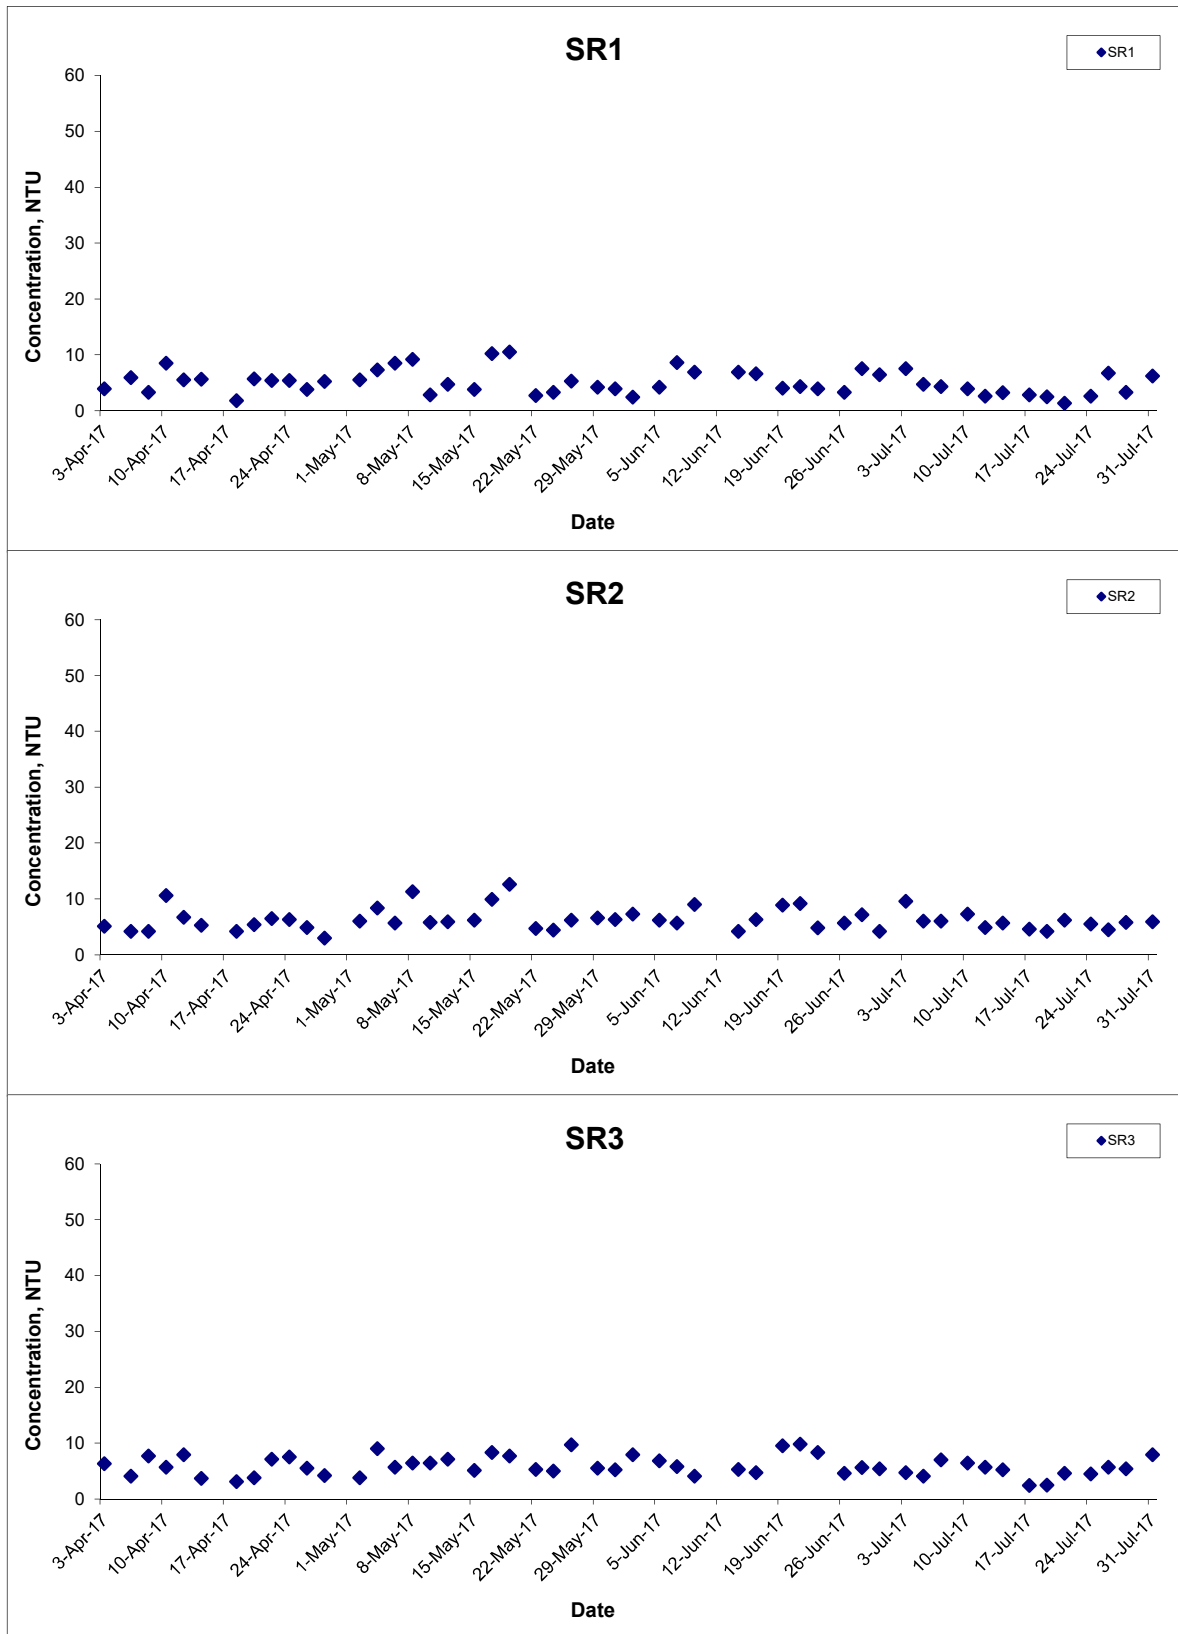 SR1
SR1
60
50
40
30
20
10
0
Concentration, NTU
3-Apr-17
10-Apr-17
17-Apr-17
24-Apr-17
1-May-17
8-May-17
15-May-17
22-May-17
29-May-17
5-Jun-17
12-Jun-17
19-Jun-17
26-Jun-17
3-Jul-17
10-Jul-17
17-Jul-17
24-Jul-17
31-Jul-17
Date
SR2
SR2
60
50
40
30
20
10
0
Concentration, NTU
3-Apr-17
10-Apr-17
17-Apr-17
24-Apr-17
1-May-17
8-May-17
15-May-17
22-May-17
29-May-17
5-Jun-17
12-Jun-17
19-Jun-17
26-Jun-17
3-Jul-17
10-Jul-17
17-Jul-17
24-Jul-17
31-Jul-17
Date
SR3
SR3
60
50
40
30
20
10
0
Concentration, NTU
3-Apr-17
10-Apr-17
17-Apr-17
24-Apr-17
1-May-17
8-May-17
15-May-17
22-May-17
29-May-17
5-Jun-17
12-Jun-17
19-Jun-17
26-Jun-17
3-Jul-17
10-Jul-17
17-Jul-17
24-Jul-17
31-Jul-17
Date